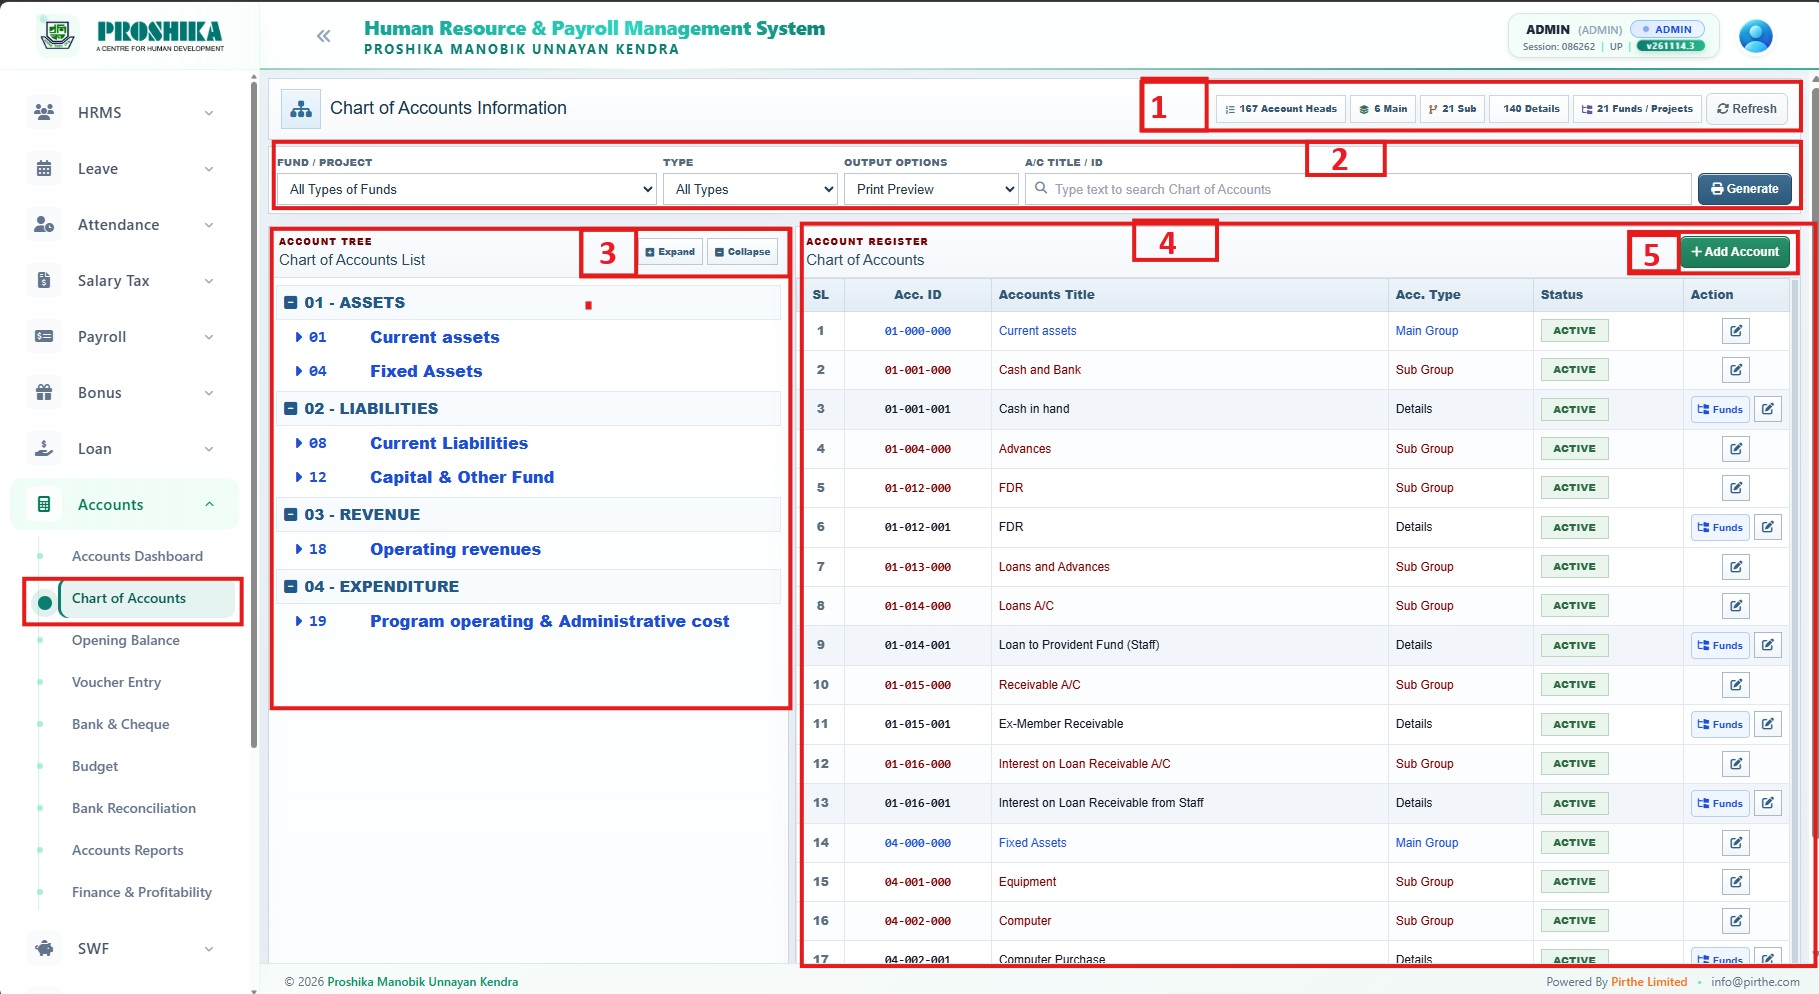 PROSHIKA
A CENTRE FOR HUMAN DEVELOPMENT
Human Resource & Payroll Management System
PROSHIKA MANOBIK UNNAYAN KENDRA
ADMIN (ADMIN) ADMIN
Session: 086262 | UP | v261114.3
HRMS
Leave
Attendance
Salary Tax
Payroll
Bonus
Loan
Accounts
Accounts Dashboard
Chart of Accounts
Opening Balance
Voucher Entry
Bank & Cheque
Budget
Bank Reconciliation
Accounts Reports
Finance & Profitability
SWF
Chart of Accounts Information
1
167 Account Heads
6 Main
21 Sub
140 Details
21 Funds / Projects
Refresh
2
FUND / PROJECT TYPE OUTPUT OPTIONS A/C TITLE / ID
All Types of Funds All Types Print Preview Type text to search Chart of Accounts Generate
ACCOUNT TREE
Chart of Accounts List
3
Expand Collapse
01 - ASSETS
01 Current assets
04 Fixed Assets
02 - LIABILITIES
08 Current Liabilities
12 Capital & Other Fund
03 - REVENUE
18 Operating revenues
04 - EXPENDITURE
19 Program operating & Administrative cost
ACCOUNT REGISTER
Chart of Accounts
4
5
+ Add Account
SL Acc. ID Accounts Title Acc. Type Status Action
1 01-000-000 Current assets Main Group ACTIVE
2 01-001-000 Cash and Bank Sub Group ACTIVE
3 01-001-001 Cash in hand Details ACTIVE Funds
4 01-004-000 Advances Sub Group ACTIVE
5 01-012-000 FDR Sub Group ACTIVE
6 01-012-001 FDR Details ACTIVE Funds
7 01-013-000 Loans and Advances Sub Group ACTIVE
8 01-014-000 Loans A/C Sub Group ACTIVE
9 01-014-001 Loan to Provident Fund (Staff) Details ACTIVE Funds
10 01-015-000 Receivable A/C Sub Group ACTIVE
11 01-015-001 Ex-Member Receivable Details ACTIVE Funds
12 01-016-000 Interest on Loan Receivable A/C Sub Group ACTIVE
13 01-016-001 Interest on Loan Receivable from Staff Details ACTIVE Funds
14 04-000-000 Fixed Assets Main Group ACTIVE
15 04-001-000 Equipment Sub Group ACTIVE
16 04-002-000 Computer Sub Group ACTIVE
17 04-002-001 Computer Purchase Details ACTIVE Funds
© 2026 Proshika Manobik Unnayan Kendra
Powered By Pirthe Limited • info@pirthe.com